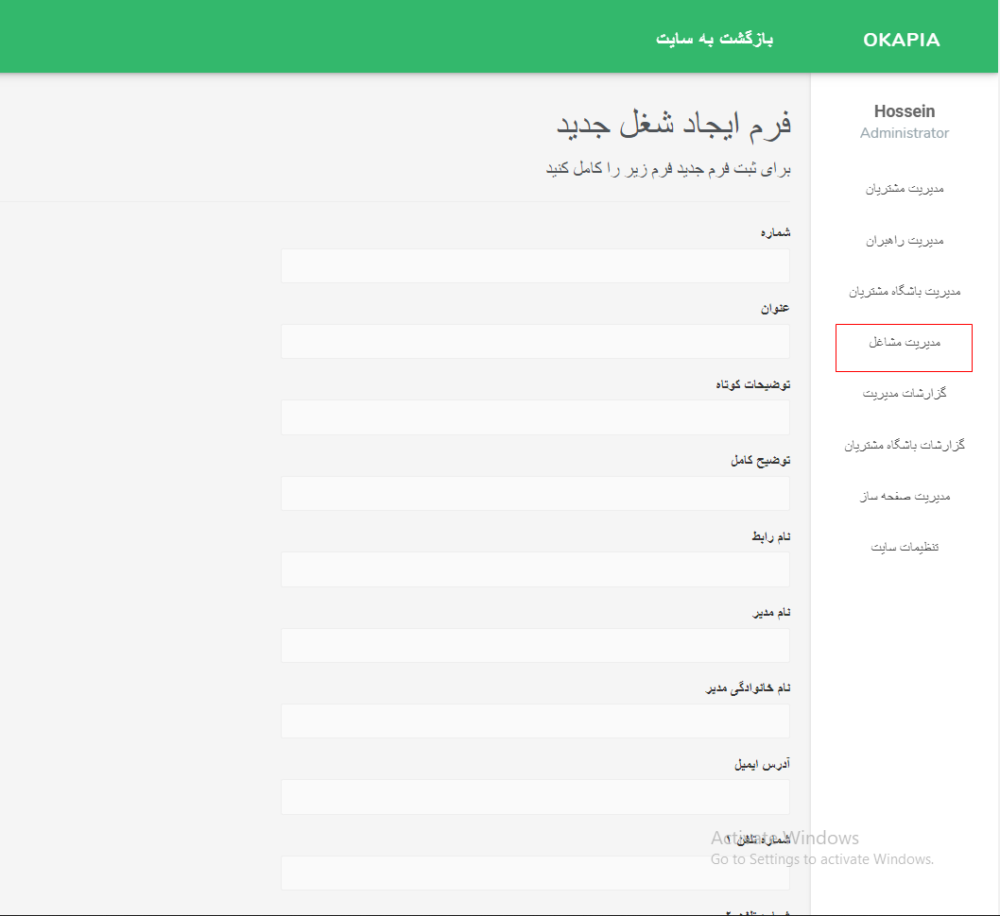 OKAPIA
بازگشت به سایت
Hossein
Administrator
مدیریت مشتریان
مدیریت راهبران
مدیریت باشگاه مشتریان
مدیریت مشاغل
گزارشات مدیریت
گزارشات باشگاه مشتریان
مدیریت صفحه ساز
تنظیمات سایت
فرم ایجاد شغل جدید
برای ثبت فرم جدید فرم زیر را کامل کنید
شماره
عنوان
توضیحات کوتاه
توضیح کامل
نام رابط
نام مدیر
نام خانوادگی مدیر
آدرس ایمیل
شماره تلفن ۱
Activate Windows
Go to Settings to activate Windows.